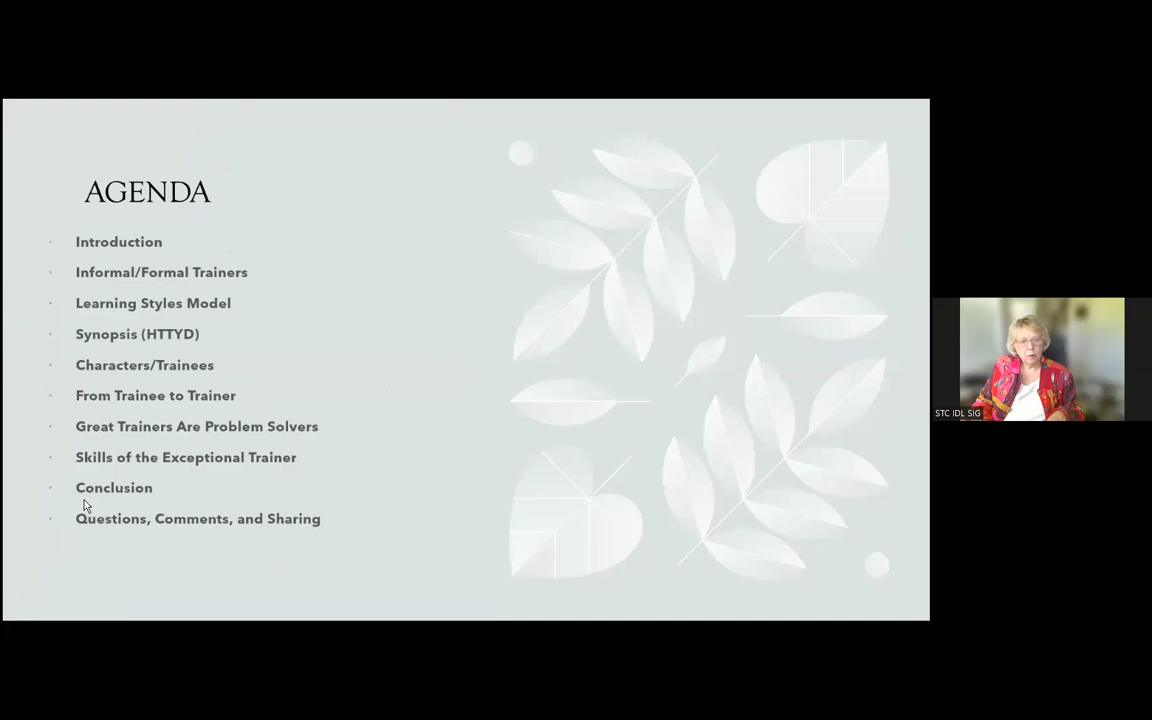 AGENDA
Introduction
Informal/Formal Trainers
Learning Styles Model
Synopsis (HTTYD)
Characters/Trainees
From Trainee to Trainer
Great Trainers Are Problem Solvers
Skills of the Exceptional Trainer
Conclusion
Questions, Comments, and Sharing
STC IDL SIG